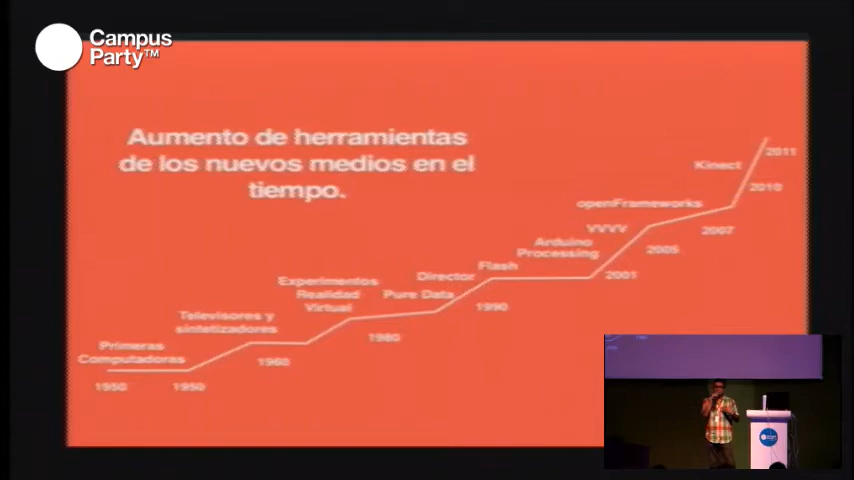 Campus
Party™
Aumento de herramientas
de los nuevos medios en el
tiempo.
2011
Kinect
2010
openFrameworks
VVVV
2007
Arduino
Processing
2005
Flash
2001
Director
Experimentos
Realidad
Virtual
Pure Data
1990
Televisores y
sintetizadores
1980
Primeras
Computadoras
1960
1950
1950